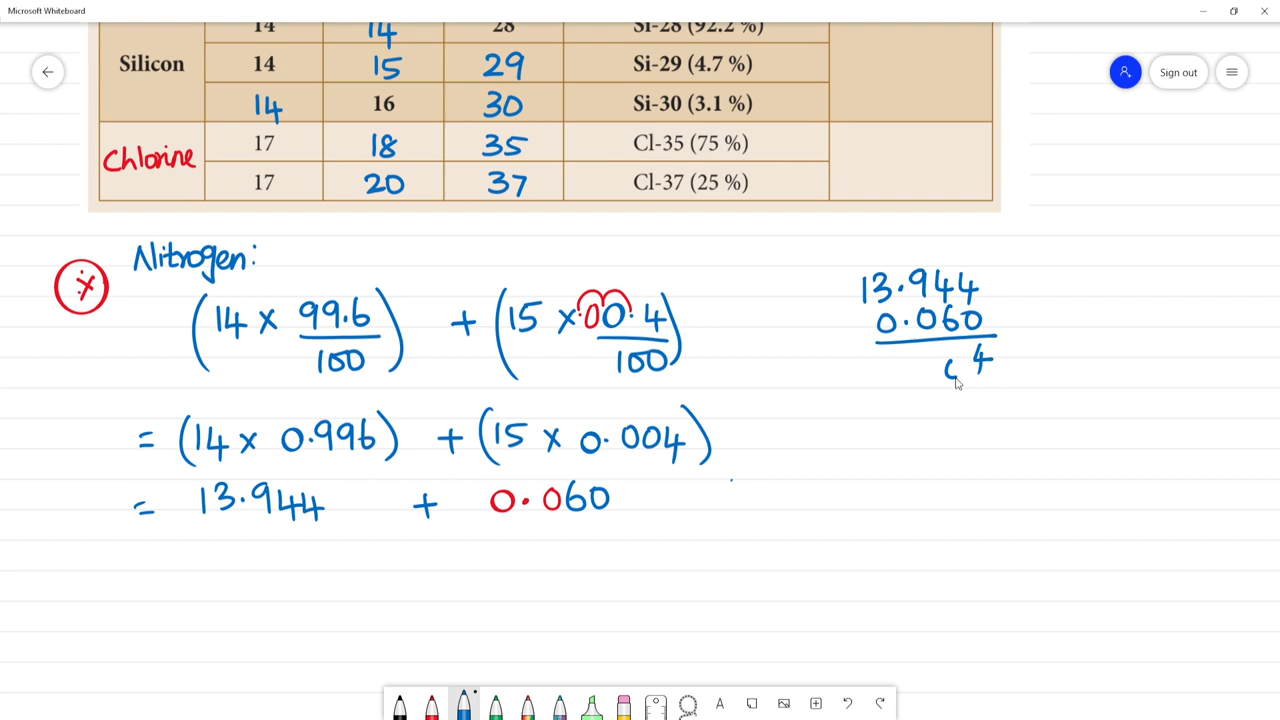 Microsoft Whiteboard
14 14 28 Si-28 (92.2 %)
Silicon 14 15 29 Si-29 (4.7 %)
Sign out
14 16 30 Si-30 (3.1 %)
Chlorine 17 18 35 Cl-35 (75 %)
17 20 37 Cl-37 (25 %)
Nitrogen:
(14 × 99.6/100) + (15 × .00.4/100)
= (14 × 0.996) + (15 × 0.004)
= 13.944 + 0.060
13.944
0.060
4
A